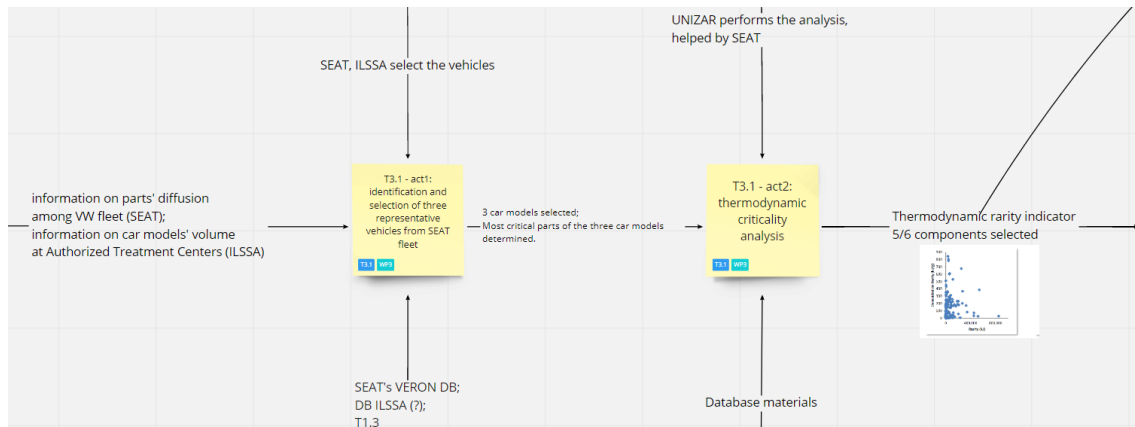 UNIZAR performs the analysis,
helped by SEAT
SEAT, ILSSA select the vehicles
information on parts' diffusion
among VW fleet (SEAT);
information on car models' volume
at Authorized Treatment Centers (ILSSA)
T3.1 - act1:
identification and
selection of three
representative
vehicles from SEAT
fleet
T3.1 WP3
3 car models selected;
Most critical parts of the three car models
determined.
T3.1 - act2:
thermodynamic
criticality
analysis
T3.1 WP3
Thermodynamic rarity indicator
5/6 components selected
SEAT's VERON DB;
DB ILSSA (?);
T1.3
Database materials